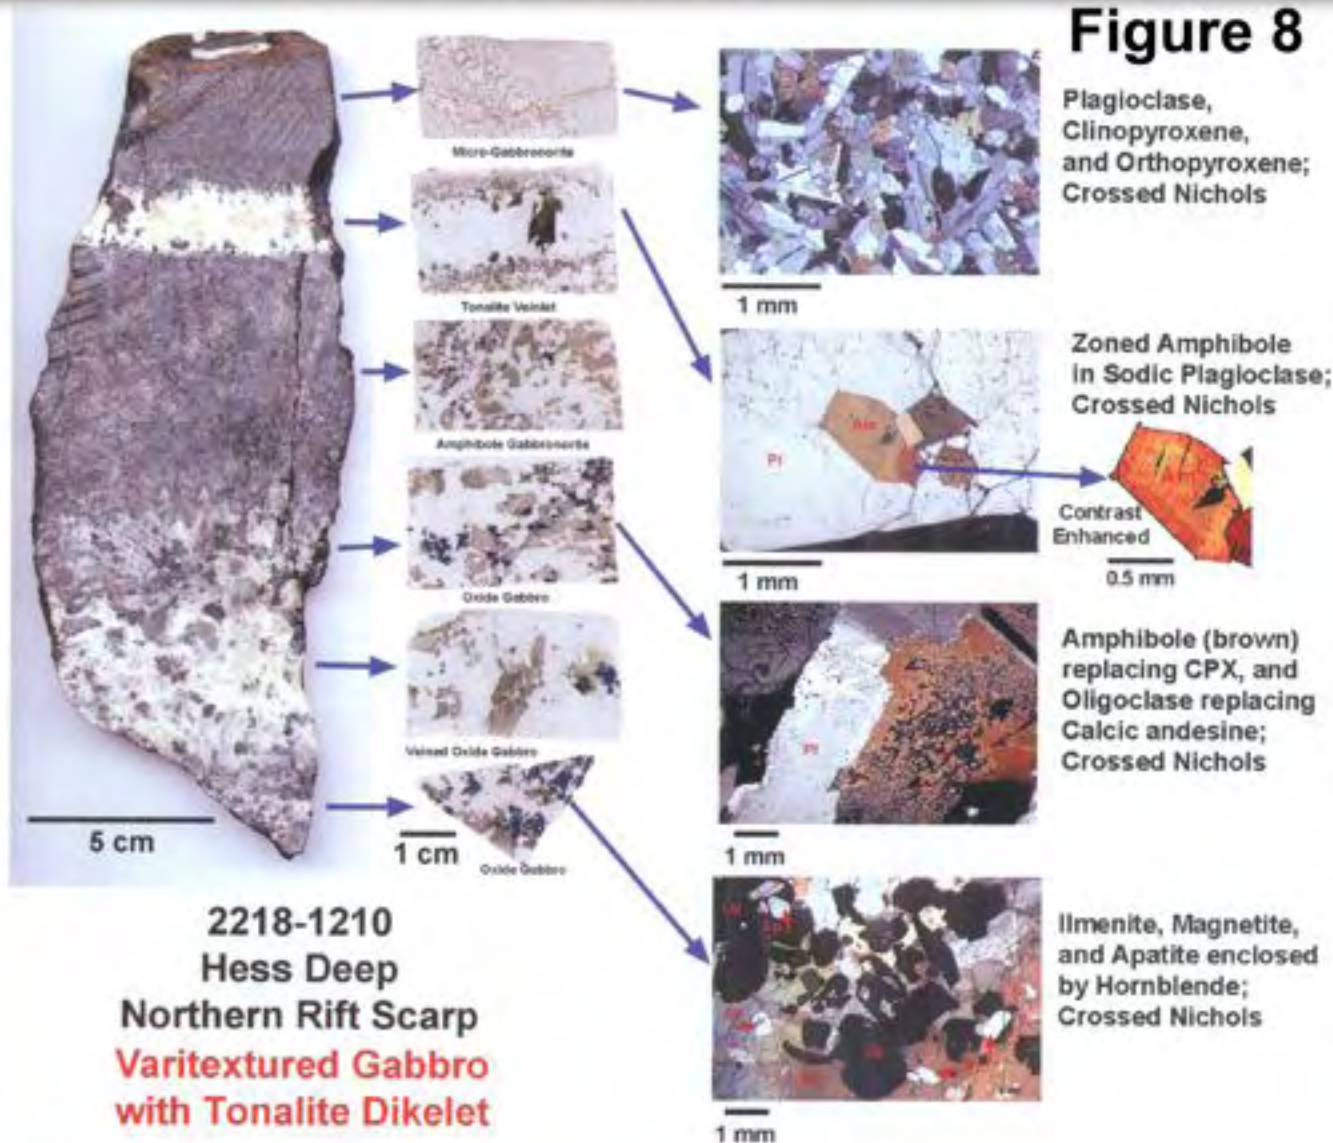 Figure 8
Plagioclase,
Clinopyroxene,
and Orthopyroxene;
Crossed Nichols
Micro-Gabbronorite
1 mm
Tonalite Veinlet
Zoned Amphibole
in Sodic Plagioclase;
Crossed Nichols
Amphibole Gabbronorite
Pl
Contrast
Enhanced
1 mm
0.5 mm
Oxide Gabbro
Amphibole (brown)
replacing CPX, and
Oligoclase replacing
Calcic andesine;
Crossed Nichols
Pl
Veined Oxide Gabbro
5 cm
1 cm
1 mm
Oxide Gabbro
Ilmenite, Magnetite,
and Apatite enclosed
by Hornblende;
Crossed Nichols
1 mm
2218-1210
Hess Deep
Northern Rift Scarp
Varitextured Gabbro
with Tonalite Dikelet